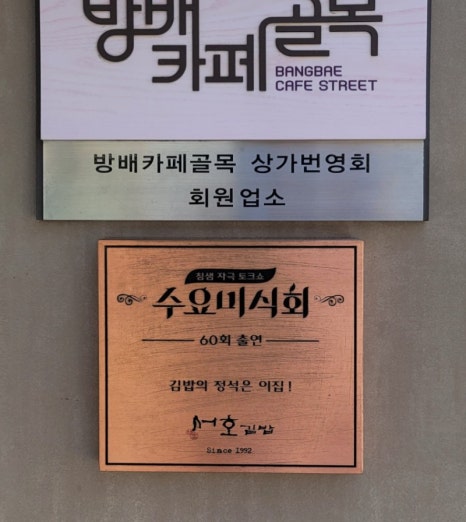 방배
카페골목
BANGBAE
CAFE STREET
방배카페골목 상가번영회
회원업소
침샘 자극 토크쇼
수요미식회
60회 출연
김밥의 정석은 이집!
서호김밥
Since 1992